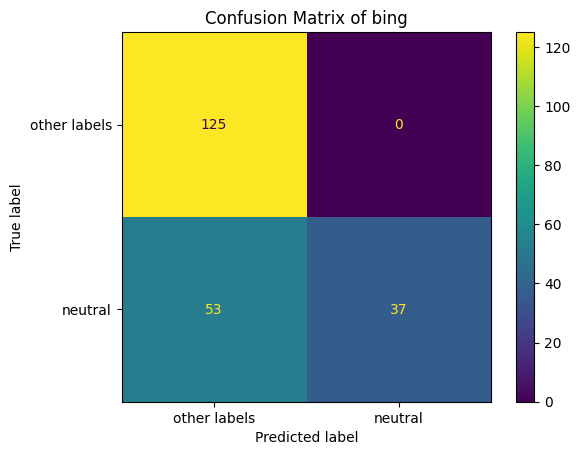 Confusion Matrix of bing
True label
other labels
neutral
125
0
53
37
other labels
neutral
Predicted label
120
100
80
60
40
20
0